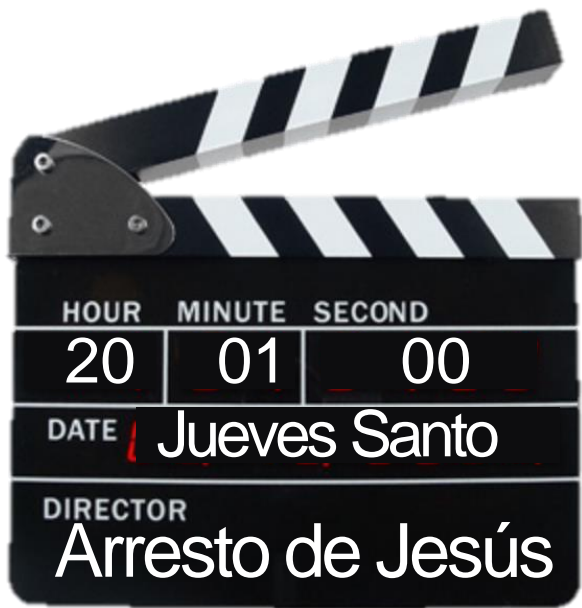 HOUR MINUTE SECOND
20 01 00
DATE Jueves Santo
DIRECTOR
Arresto de Jesús